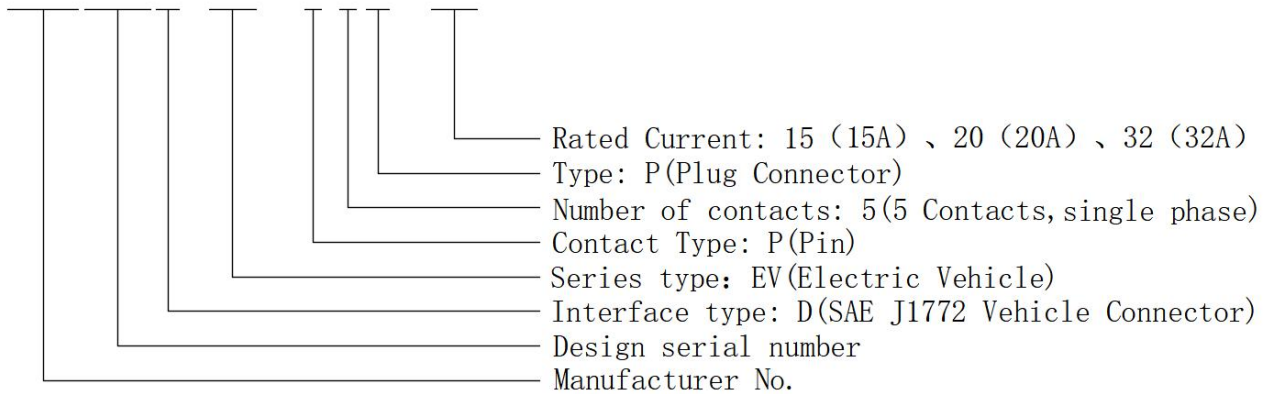 Rated Current: 15（15A）、20（20A）、32（32A）
Type: P(Plug Connector)
Number of contacts: 5(5 Contacts,single phase)
Contact Type: P(Pin)
Series type：EV(Electric Vehicle)
Interface type: D(SAE J1772 Vehicle Connector)
Design serial number
Manufacturer No.